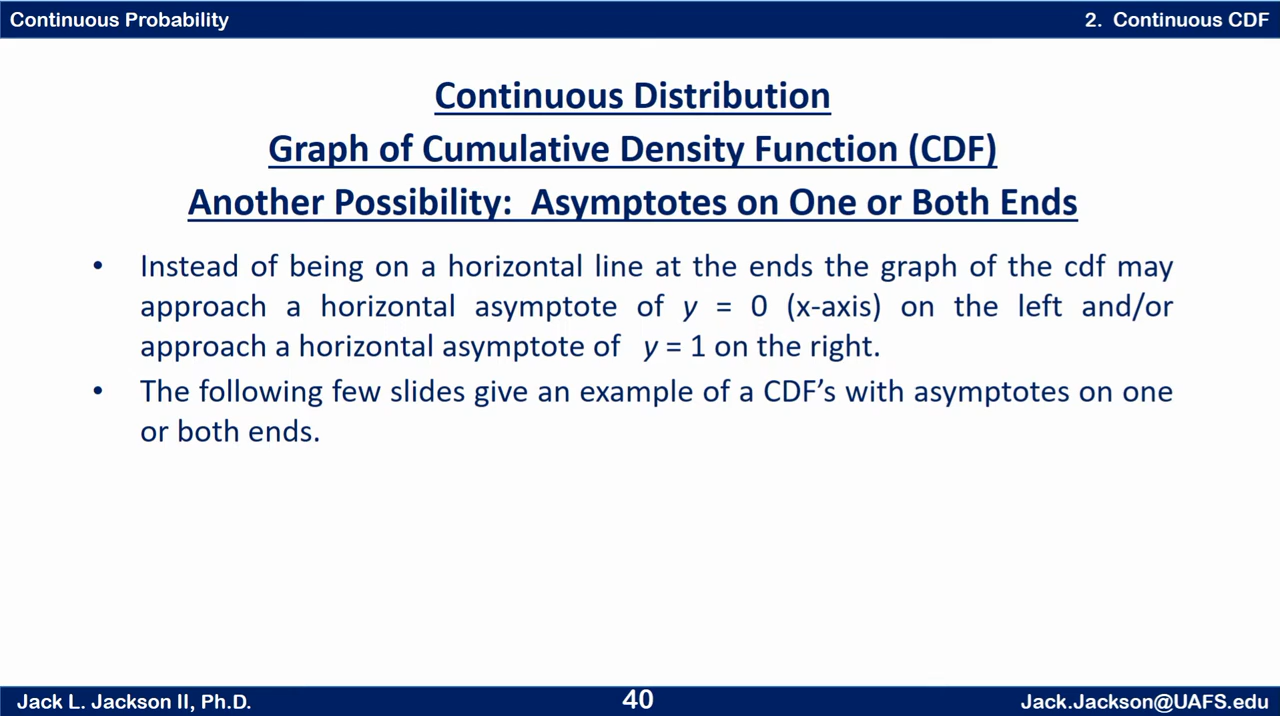 Continuous Probability
2. Continuous CDF
Continuous Distribution
Graph of Cumulative Density Function (CDF)
Another Possibility: Asymptotes on One or Both Ends
• Instead of being on a horizontal line at the ends the graph of the cdf may
approach a horizontal asymptote of y = 0 (x-axis) on the left and/or
approach a horizontal asymptote of y = 1 on the right.
• The following few slides give an example of a CDF’s with asymptotes on one
or both ends.
Jack L. Jackson II, Ph.D.
40
Jack.Jackson@UAFS.edu